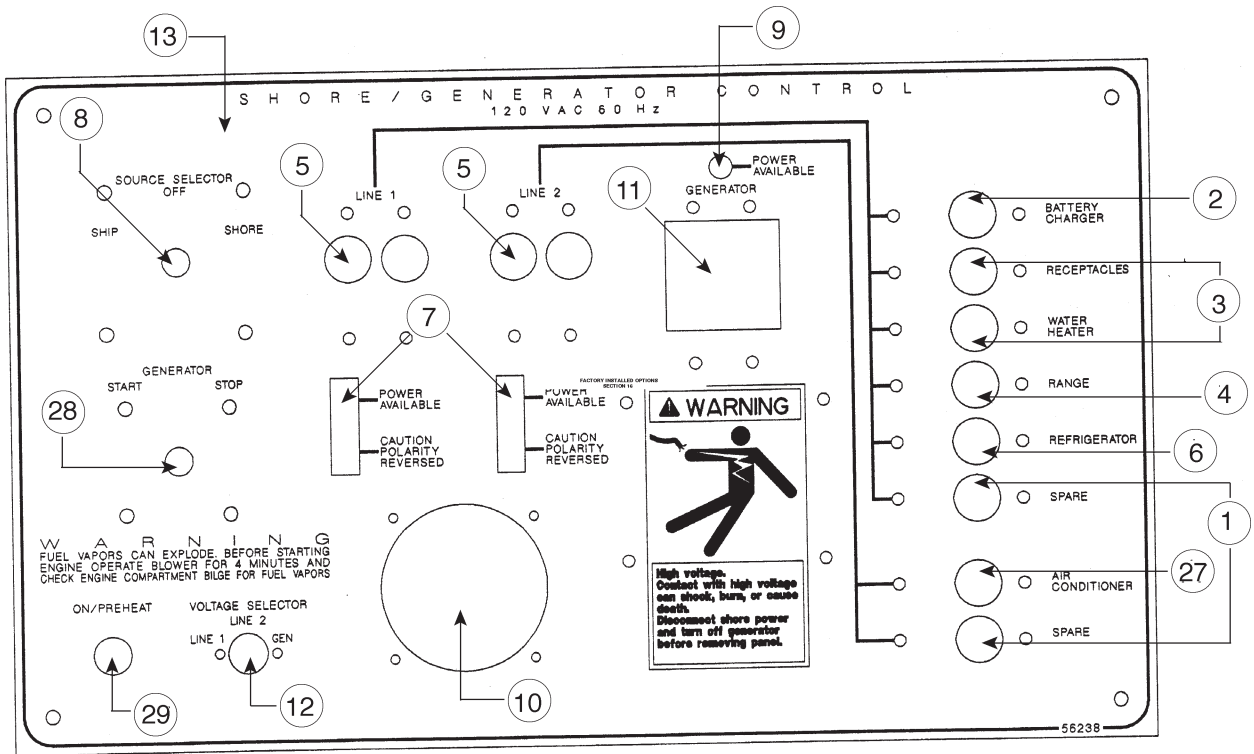 13
9
SHORE/GENERATOR CONTROL
120 VAC 60 Hz
8
5
5
SOURCE SELECTOR
OFF
SHIP
SHORE
LINE 1
LINE 2
POWER
AVAILABLE
GENERATOR
11
BATTERY
CHARGER
2
RECEPTACLES
3
WATER
HEATER
7
GENERATOR
START
STOP
28
POWER
AVAILABLE
CAUTION
POLARITY
REVERSED
FACTORY INSTALLED OPTIONS
SECTION 16
POWER
AVAILABLE
CAUTION
POLARITY
REVERSED
WARNING
RANGE
4
REFRIGERATOR
6
SPARE
1
WARNING
FUEL VAPORS CAN EXPLODE. BEFORE STARTING
ENGINE OPERATE BLOWER FOR 4 MINUTES AND
CHECK ENGINE COMPARTMENT BILGE FOR FUEL VAPORS
High voltage.
Contact with high voltage
can shock, burn, or cause
death.
Disconnect shore power
and turn off generator
before removing panel.
AIR
CONDITIONER
27
SPARE
ON/PREHEAT
VOLTAGE SELECTOR
LINE 2
LINE 1
GEN
29
12
10
56238